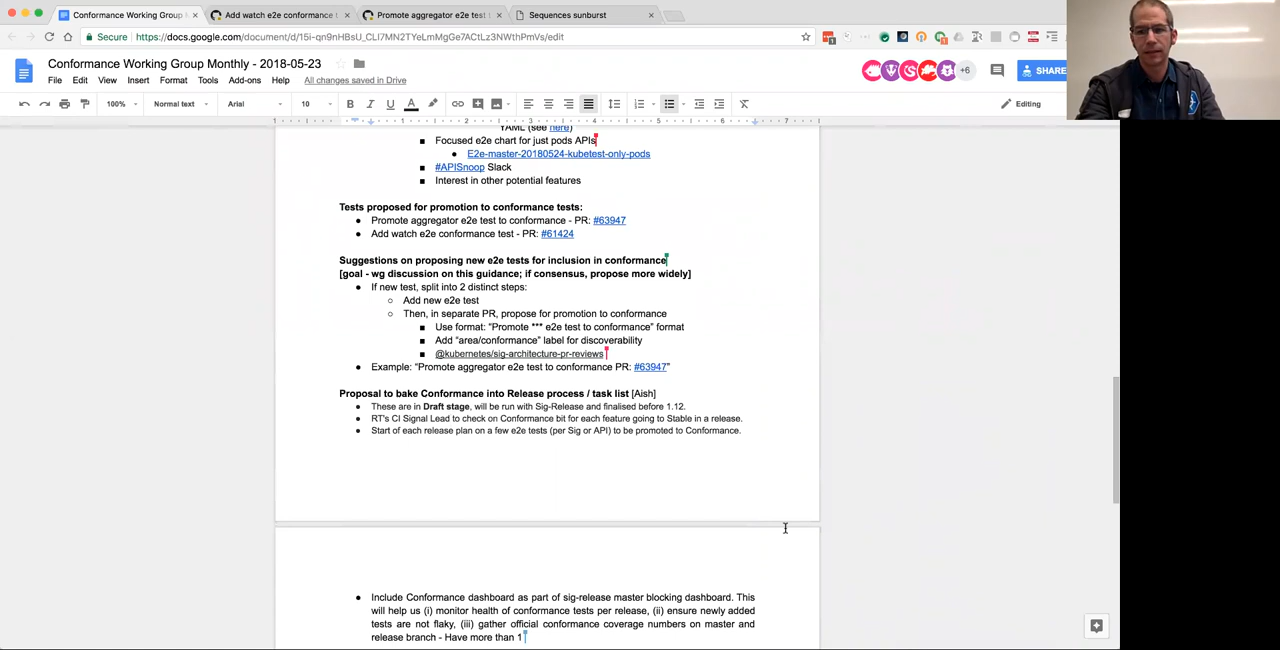 Conformance Working Group M
Add watch e2e conformance t
Promote aggregator e2e test t
Sequences sunburst
Secure
https://docs.google.com/document/d/15i-qn9nHBsU_CLI7MN2TYeLmMgGe7ACtLz3NWthPmVs/edit
Conformance Working Group Monthly - 2018-05-23
File Edit View Insert Format Tools Add-ons Help All changes saved in Drive
+6
SHARE
100% Normal text Arial 10 B I U A Editing
1 1 2 3 4 5 6 7
YAML (see here)
Focused e2e chart for just pods APIs
E2e-master-20180524-kubetest-only-pods
#APISnoop Slack
Interest in other potential features
Tests proposed for promotion to conformance tests:
Promote aggregator e2e test to conformance - PR: #63947
Add watch e2e conformance test - PR: #61424
Suggestions on proposing new e2e tests for inclusion in conformance
[goal - wg discussion on this guidance; if consensus, propose more widely]
If new test, split into 2 distinct steps:
Add new e2e test
Then, in separate PR, propose for promotion to conformance
Use format: “Promote *** e2e test to conformance” format
Add “area/conformance” label for discoverability
@kubernetes/sig-architecture-pr-reviews
Example: “Promote aggregator e2e test to conformance PR: #63947”
Proposal to bake Conformance into Release process / task list [Aish]
These are in Draft stage, will be run with Sig-Release and finalised before 1.12.
RT's CI Signal Lead to check on Conformance bit for each feature going to Stable in a release.
Start of each release plan on a few e2e tests (per Sig or API) to be promoted to Conformance.
Include Conformance dashboard as part of sig-release master blocking dashboard. This
will help us (i) monitor health of conformance tests per release, (ii) ensure newly added
tests are not flaky, (iii) gather official conformance coverage numbers on master and
release branch - Have more than 1